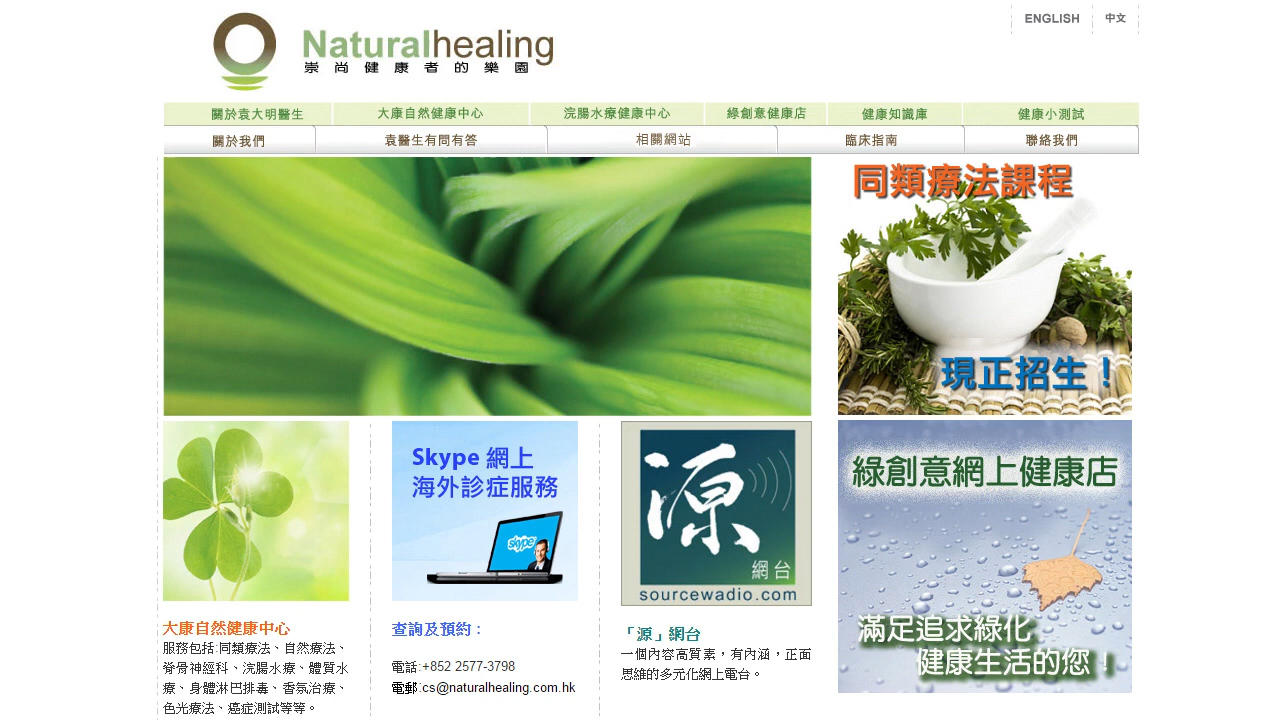 ENGLISH
中文
Naturalhealing
崇尚健康者的樂園
關於袁大明醫生
大康自然健康中心
浣腸水療健康中心
綠創意健康店
健康知識庫
健康小測試
關於我們
袁醫生有問有答
相關網站
臨床指南
聯絡我們
同類療法課程
現正招生！
Skype 網上
海外診症服務
skype
源
網台
sourcewadio.com
綠創意網上健康店
滿足追求綠化
健康生活的您！
大康自然健康中心
服務包括:同類療法、自然療法、
脊骨神經科、浣腸水療、體質水
療、身體淋巴排毒、香氛治療、
色光療法、癌症測試等等。
查詢及預約：
電話:+852 2577-3798
電郵:cs@naturalhealing.com.hk
「源」網台
一個內容高質素，有內涵，正面
思維的多元化網上電台。